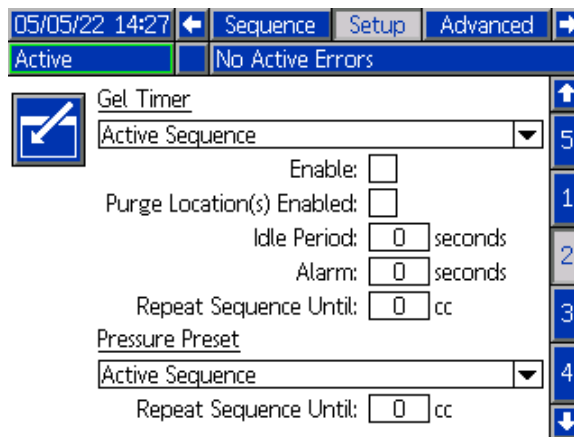 05/05/22 14:27 Sequence Setup Advanced
Active No Active Errors
Gel Timer
Active Sequence
5
Enable:
Purge Location(s) Enabled:
1
Idle Period: 0 seconds
2
Alarm: 0 seconds
Repeat Sequence Until: 0 cc
3
Pressure Preset
Active Sequence
4
Repeat Sequence Until: 0 cc